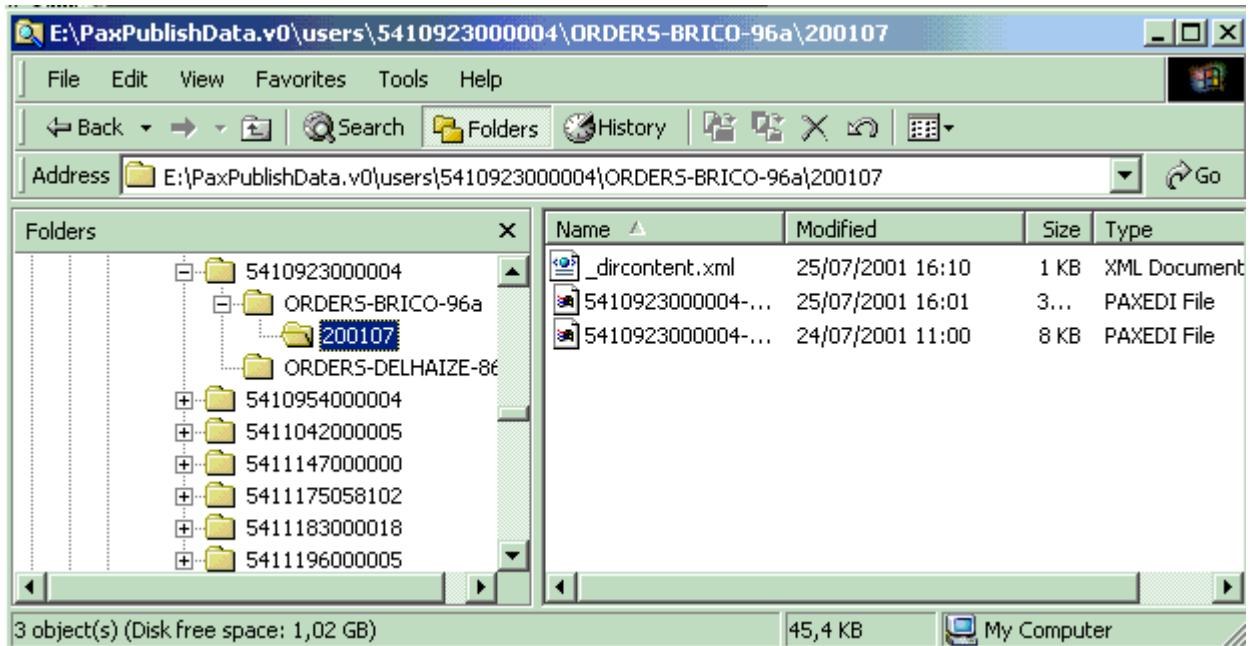 E:\PaxPublishData.v0\users\5410923000004\ORDERS-BRICO-96a\200107
File Edit View Favorites Tools Help
Back Search Folders History
Address E:\PaxPublishData.v0\users\5410923000004\ORDERS-BRICO-96a\200107 Go
Folders Name Modified Size Type
5410923000004 _dircontent.xml 25/07/2001 16:10 1 KB XML Document
ORDERS-BRICO-96a 5410923000004-... 25/07/2001 16:01 3... PAXEDI File
200107 5410923000004-... 24/07/2001 11:00 8 KB PAXEDI File
ORDERS-DELHAIZE-
5410954000004
5411042000005
5411147000000
5411175058102
5411183000018
5411196000005
3 object(s) (Disk free space: 1,02 GB) 45,4 KB My Computer